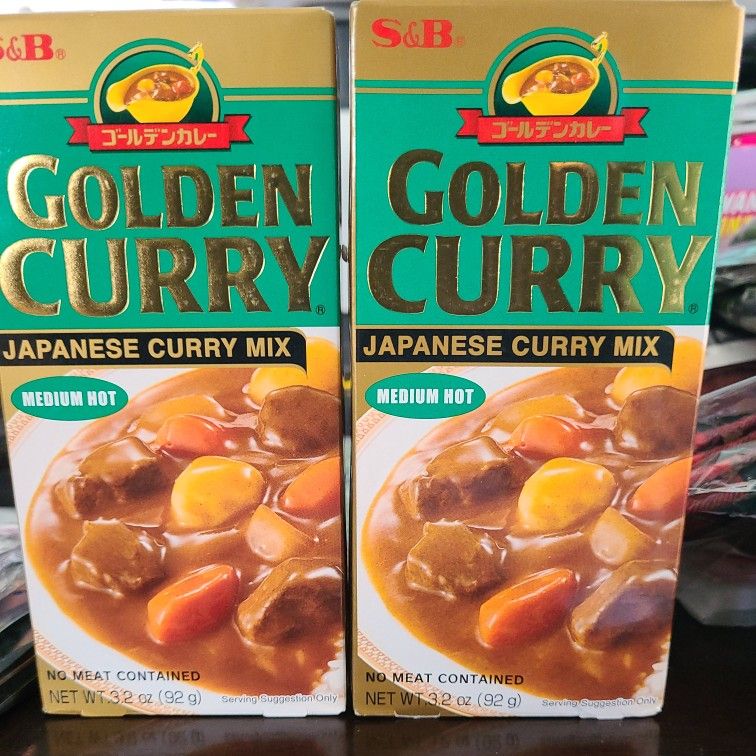 S&B®
ゴールデンカレー
GOLDEN
CURRY®
JAPANESE CURRY MIX
MEDIUM HOT
NO MEAT CONTAINED
NET WT.3.2 oz (92 g)
Serving Suggestion Only
S&B®
ゴールデンカレー
GOLDEN
CURRY®
JAPANESE CURRY MIX
MEDIUM HOT
NO MEAT CONTAINED
NET WT.3.2 oz (92 g)
Serving Suggestion Only